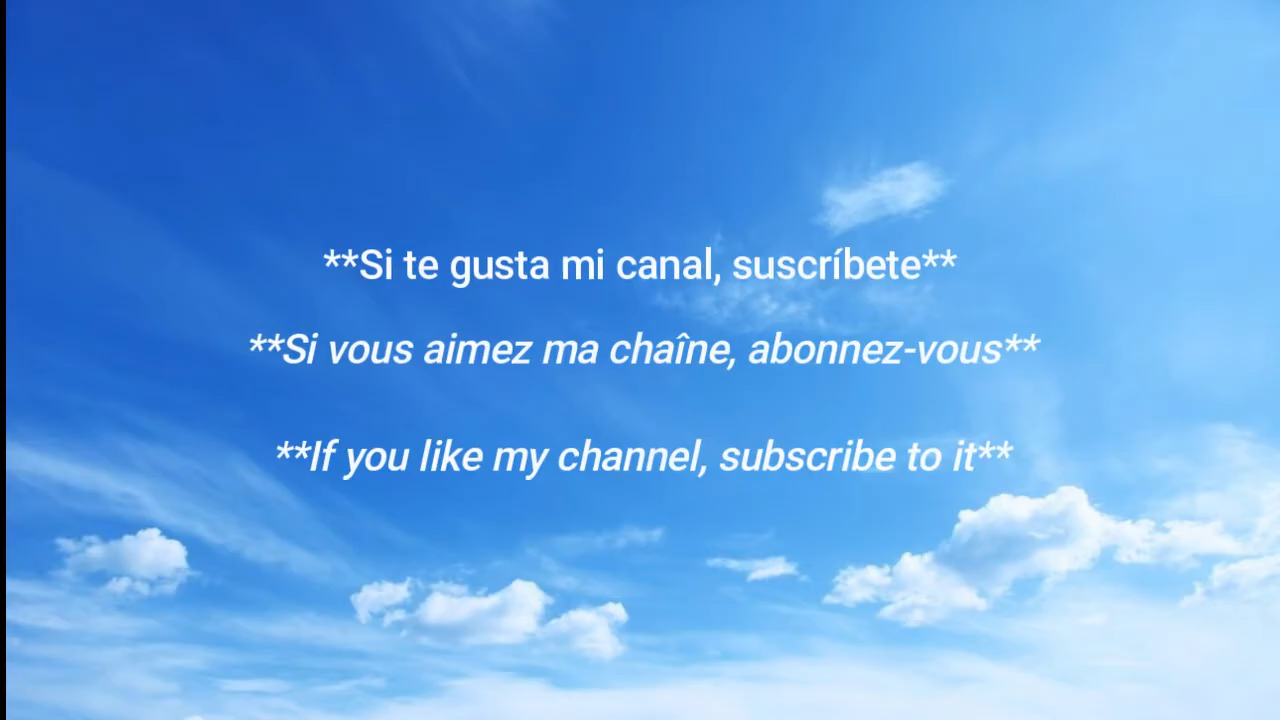 **Si te gusta mi canal, suscríbete**
**Si vous aimez ma chaîne, abonnez-vous**
**If you like my channel, subscribe to it**